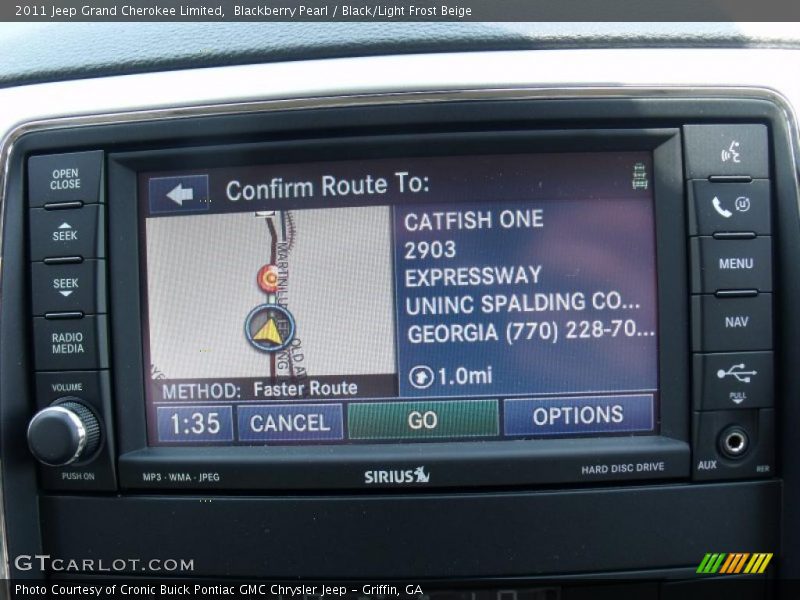 2011 Jeep Grand Cherokee Limited,  Blackberry Pearl / Black/Light Frost Beige
OPEN
CLOSE
SEEK
SEEK
RADIO
MEDIA
VOLUME
PUSH ON
Confirm Route To:
CATFISH ONE
2903
EXPRESSWAY
UNINC SPALDING CO...
GEORGIA (770) 228-70...
1.0mi
METHOD: Faster Route
1:35
CANCEL
GO
OPTIONS
MENU
NAV
PULL
AUX
MP3 · WMA · JPEG
SIRIUS
HARD DISC DRIVE
GTCARLOT.COM
Photo Courtesy of Cronic Buick Pontiac GMC Chrysler Jeep – Griffin, GA